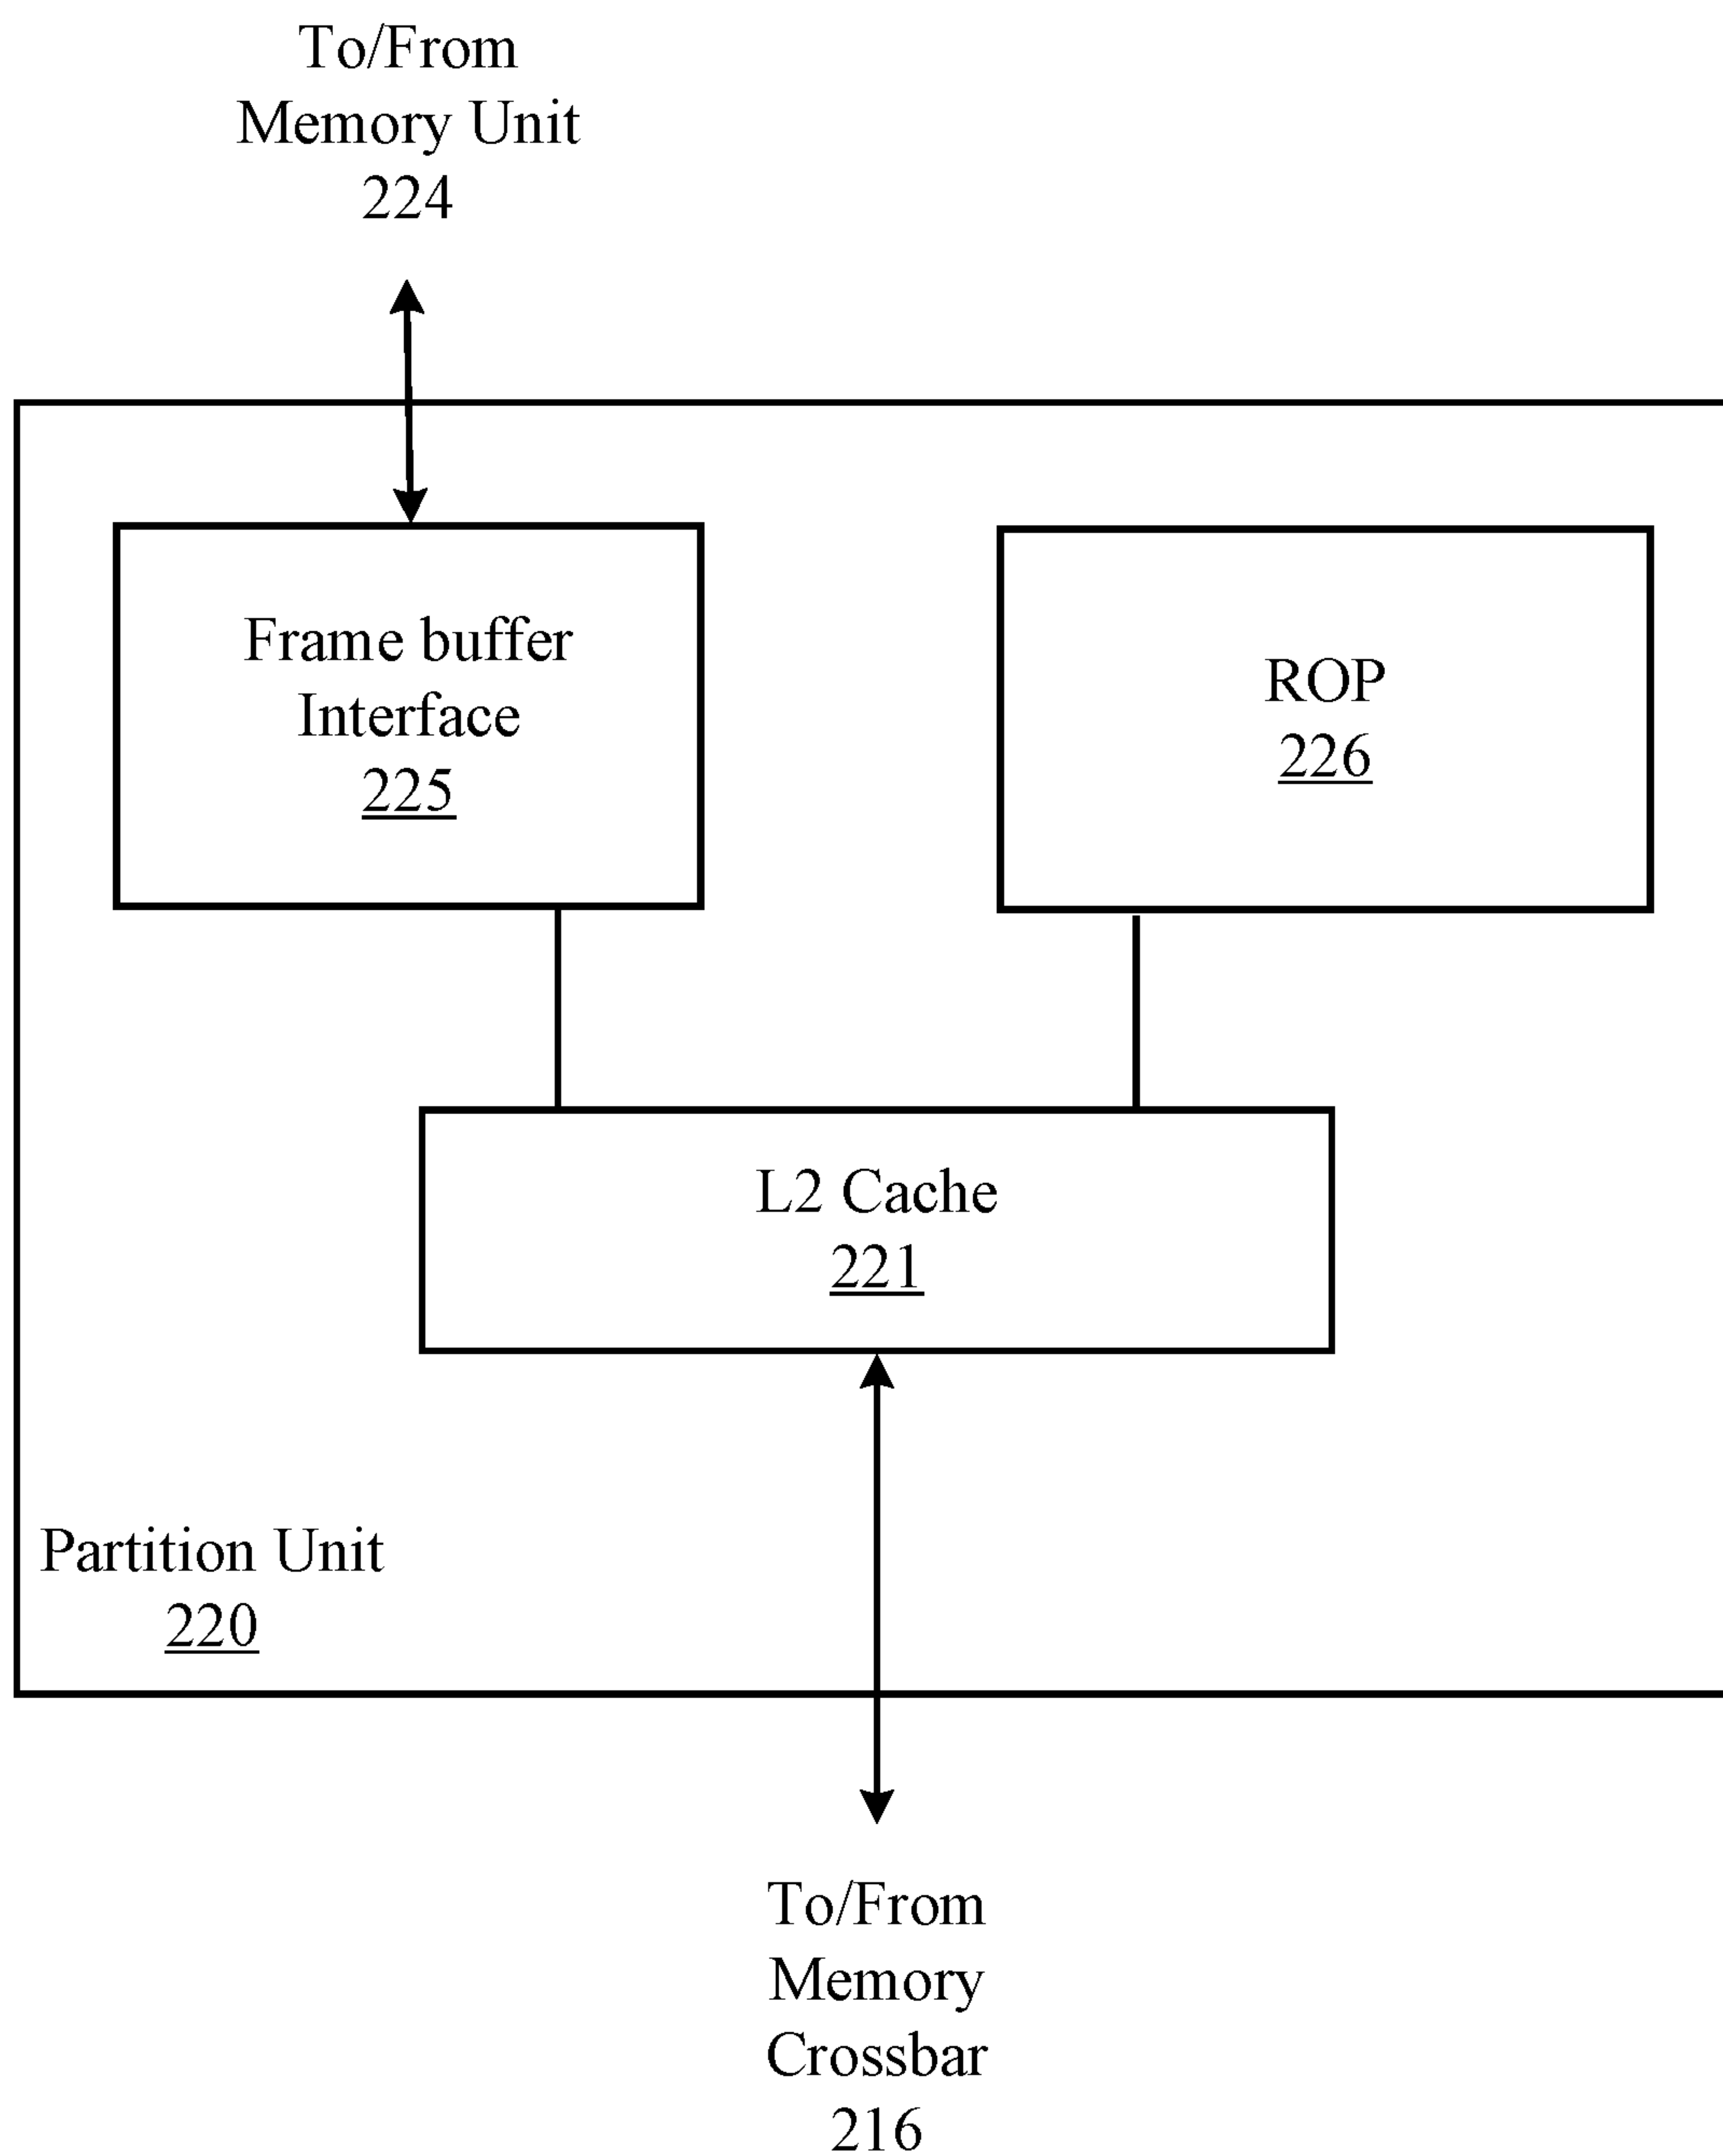 To/From
Memory Unit
224
Frame buffer
Interface
225
ROP
226
L2 Cache
221
Partition Unit
220
To/From
Memory
Crossbar
216